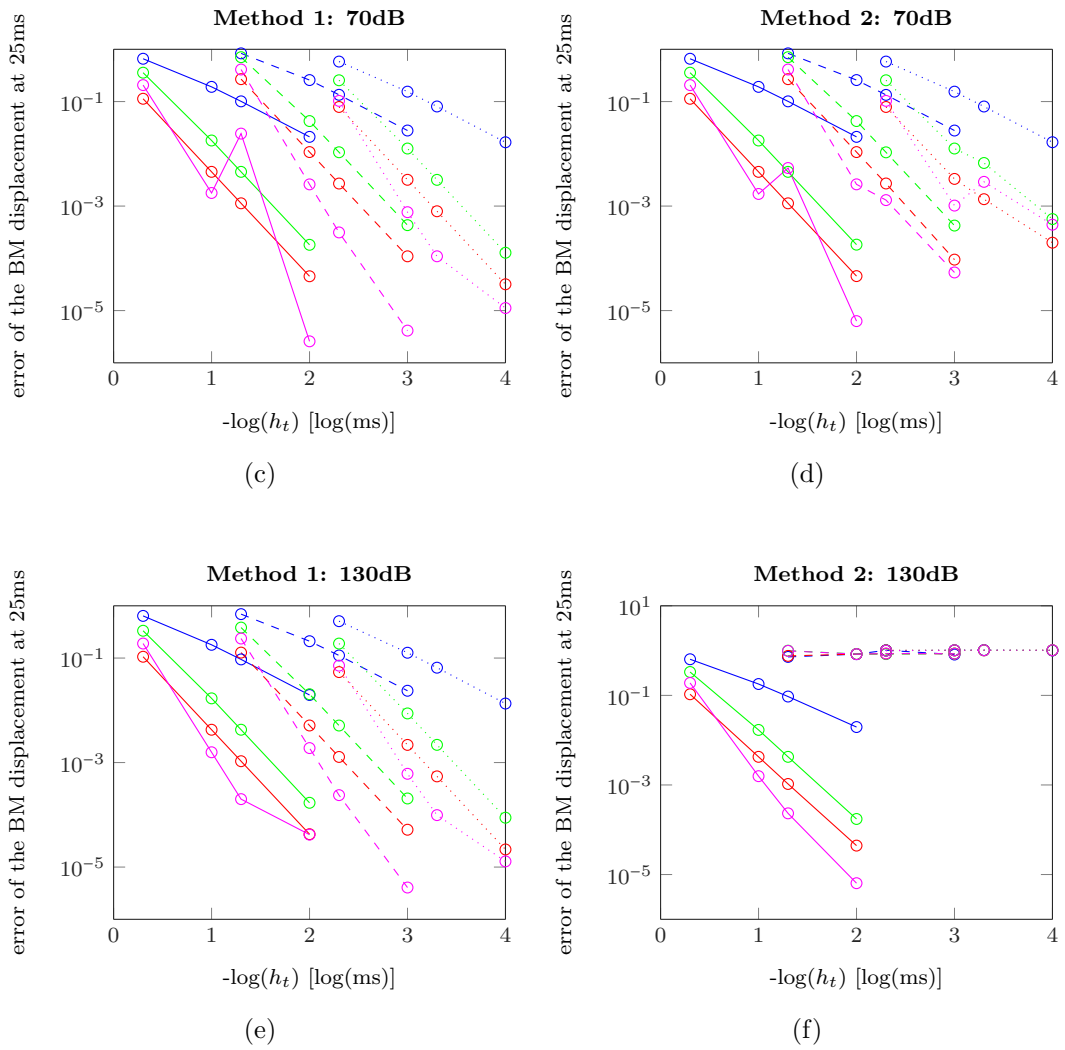 Method 1: 70dB
error of the BM displacement at 25ms
10^{-1}
10^{-3}
10^{-5}
0 1 2 3 4
-log(h_t) [log(ms)]
(c)
Method 2: 70dB
error of the BM displacement at 25ms
10^{-1}
10^{-3}
10^{-5}
0 1 2 3 4
-log(h_t) [log(ms)]
(d)
Method 1: 130dB
error of the BM displacement at 25ms
10^{-1}
10^{-3}
10^{-5}
0 1 2 3 4
-log(h_t) [log(ms)]
(e)
Method 2: 130dB
error of the BM displacement at 25ms
10^{1}
10^{-1}
10^{-3}
10^{-5}
0 1 2 3 4
-log(h_t) [log(ms)]
(f)